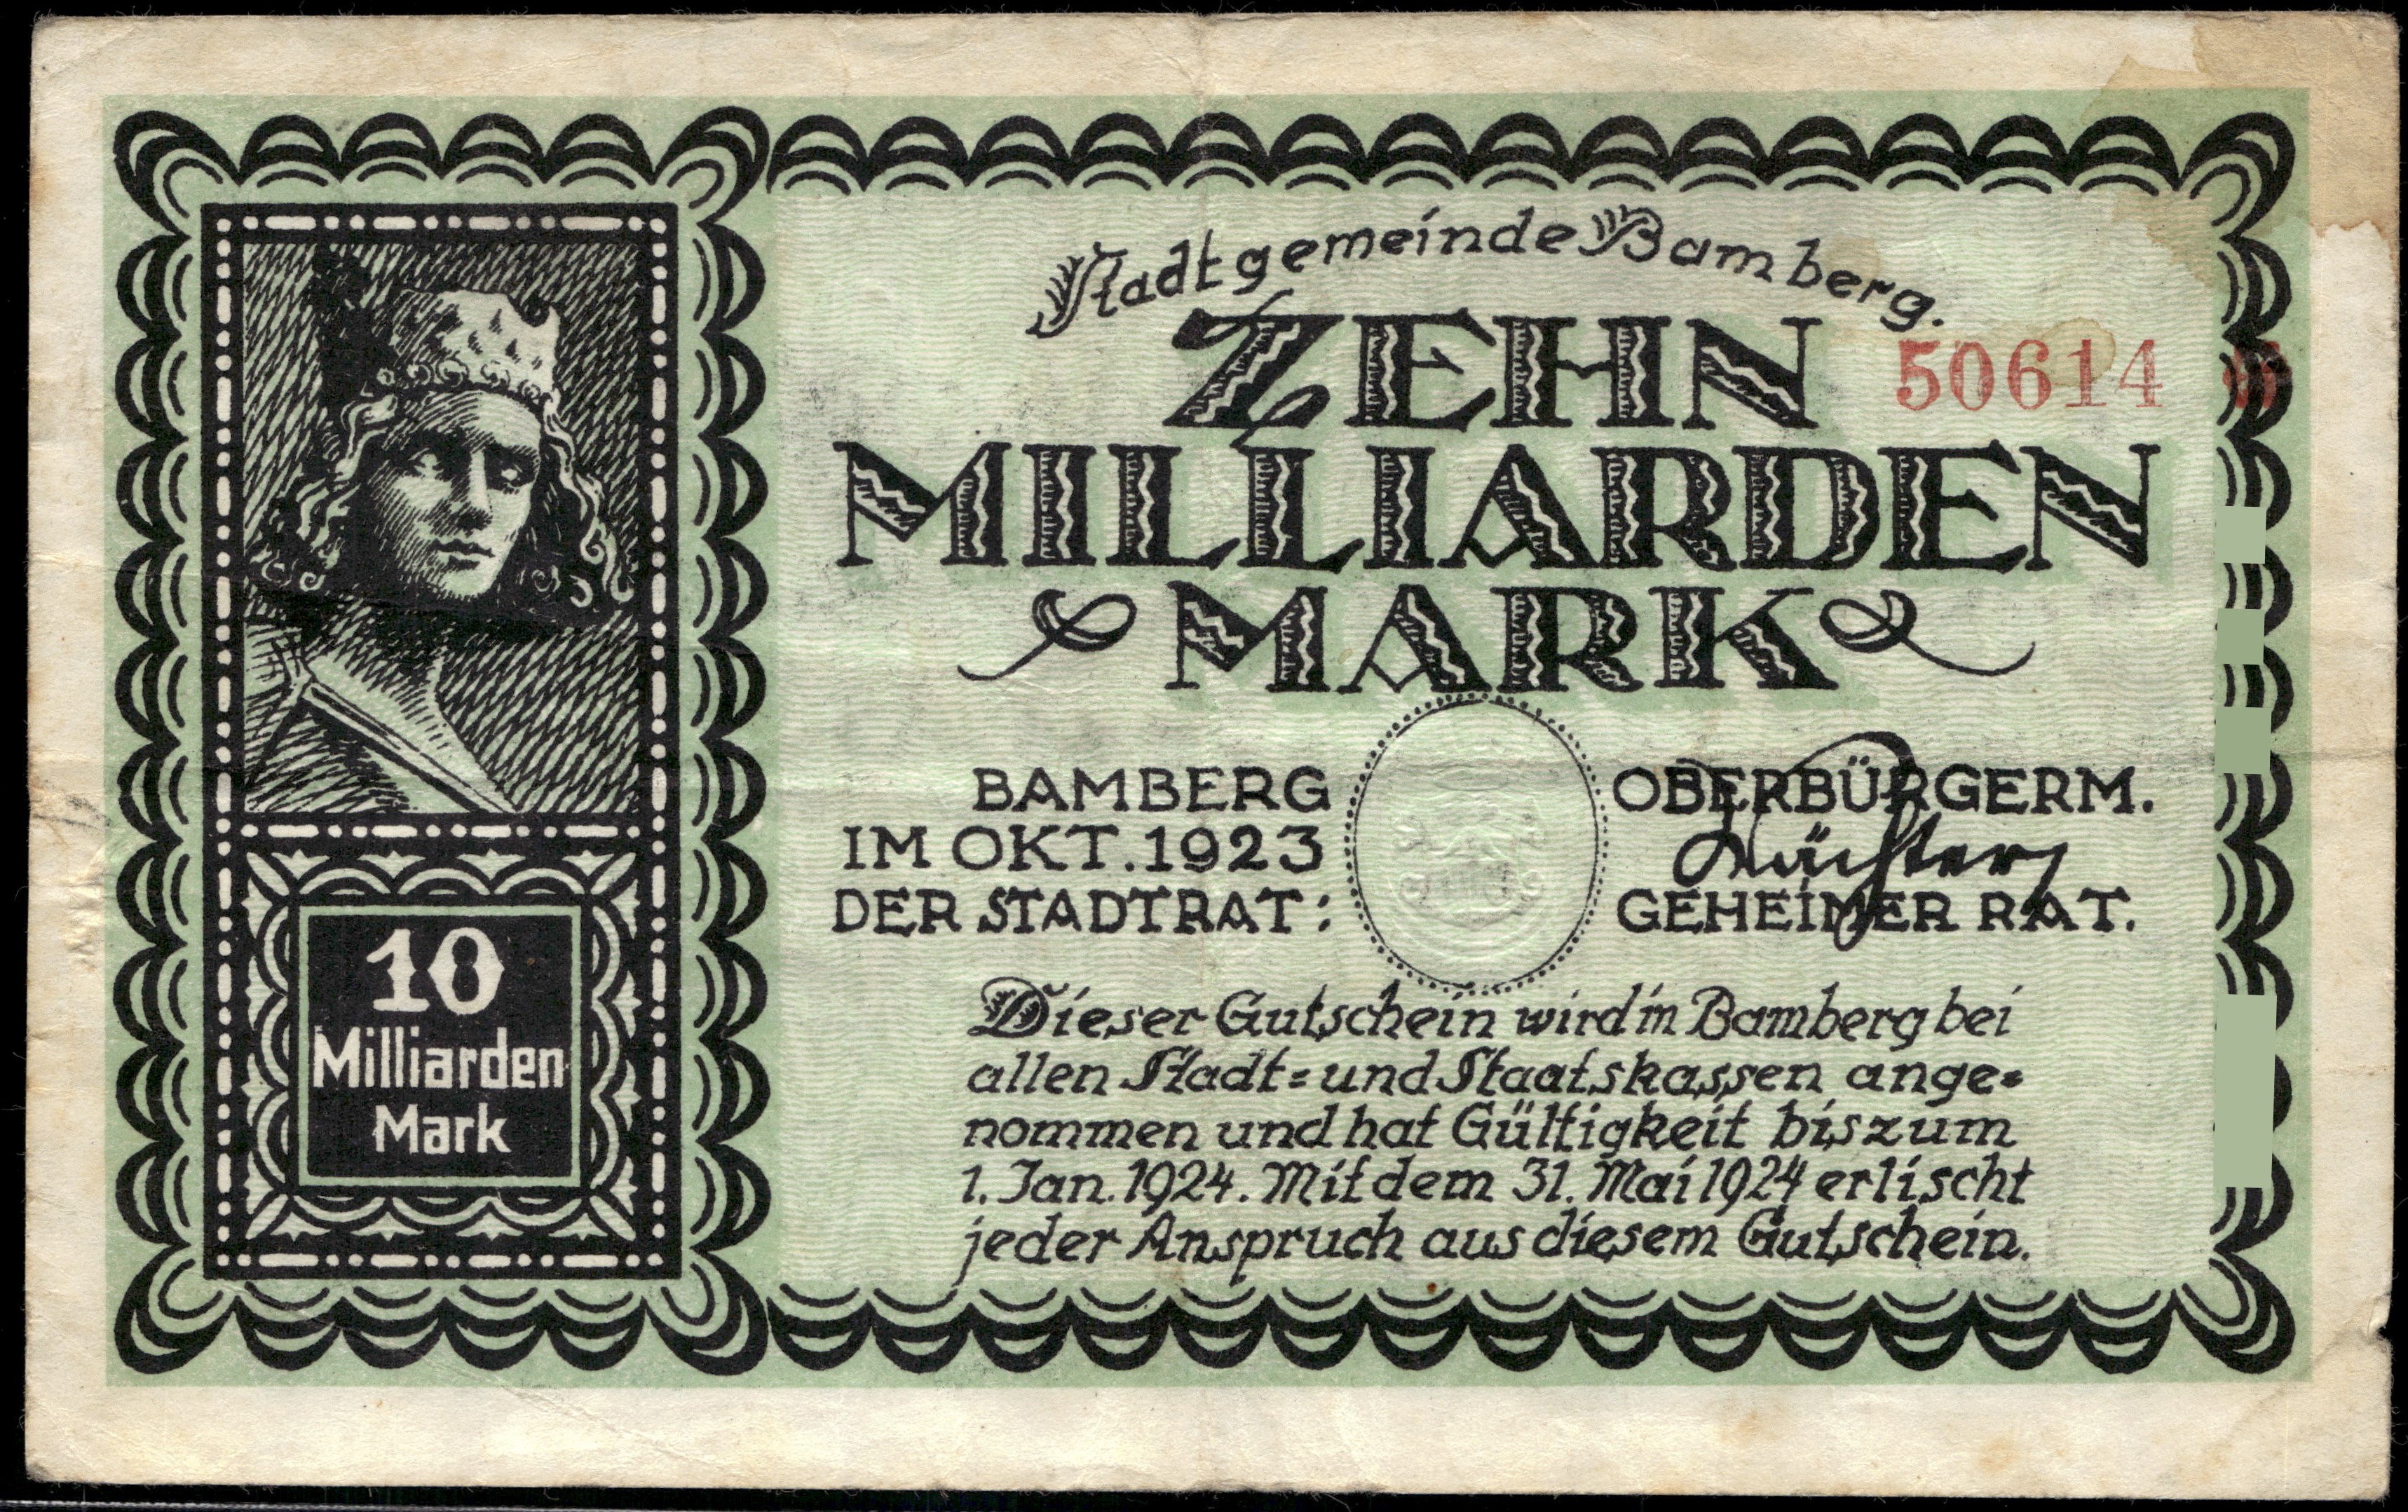 Stadtgemeinde Bamberg.
ZEHN
50614
MILLIARDEN
MARK
BAMBERG
IM OKT. 1923
DER STADTRAT:
OBERBÜRGERM.
GEHEIMER RAT.
Dieser Gutschein wird in Bamberg bei
allen Stadt- und Staatskassen ange-
nommen und hat Gültigkeit bis zum
1. Jan. 1924. Mit dem 31. Mai 1924 erlischt
jeder Anspruch aus diesem Gutschein.
10
Milliarden
Mark